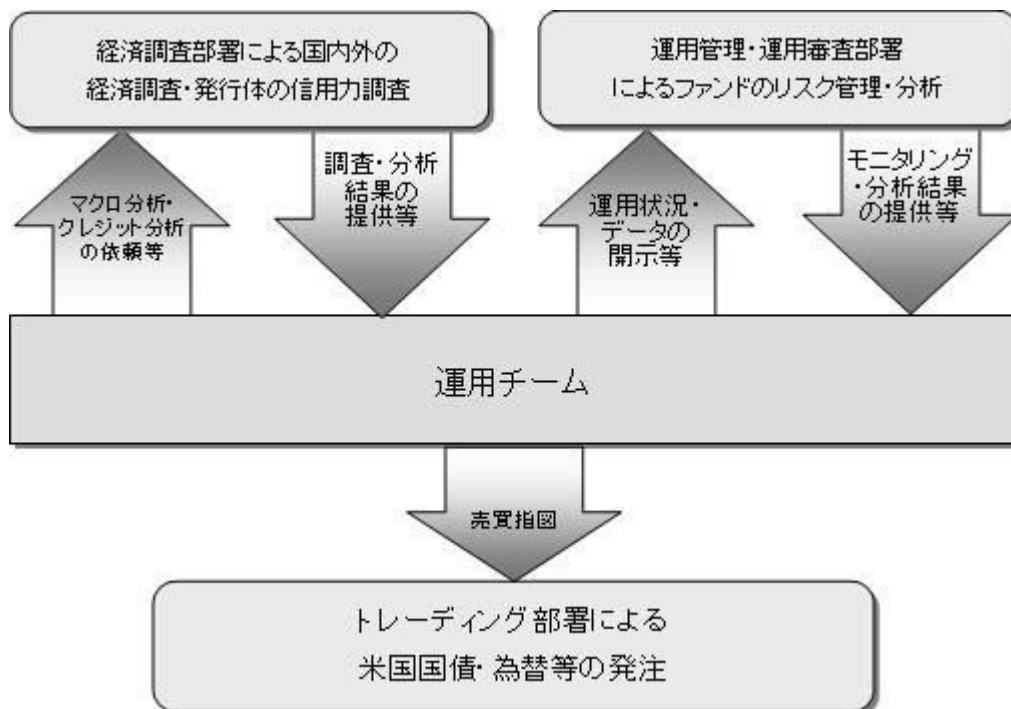 経済調査部署による国内外の
経済調査・発行体の信用力調査
運用管理・運用審査部署
によるファンドのリスク管理・分析
マクロ分析・
クレジット分析
の依頼等
調査・分析
結果の
提供等
運用状況・
データの
開示等
モニタリング
・分析結果
の提供等
運用チーム
売買指図
トレーディング部署による
米国国債・為替等の発注